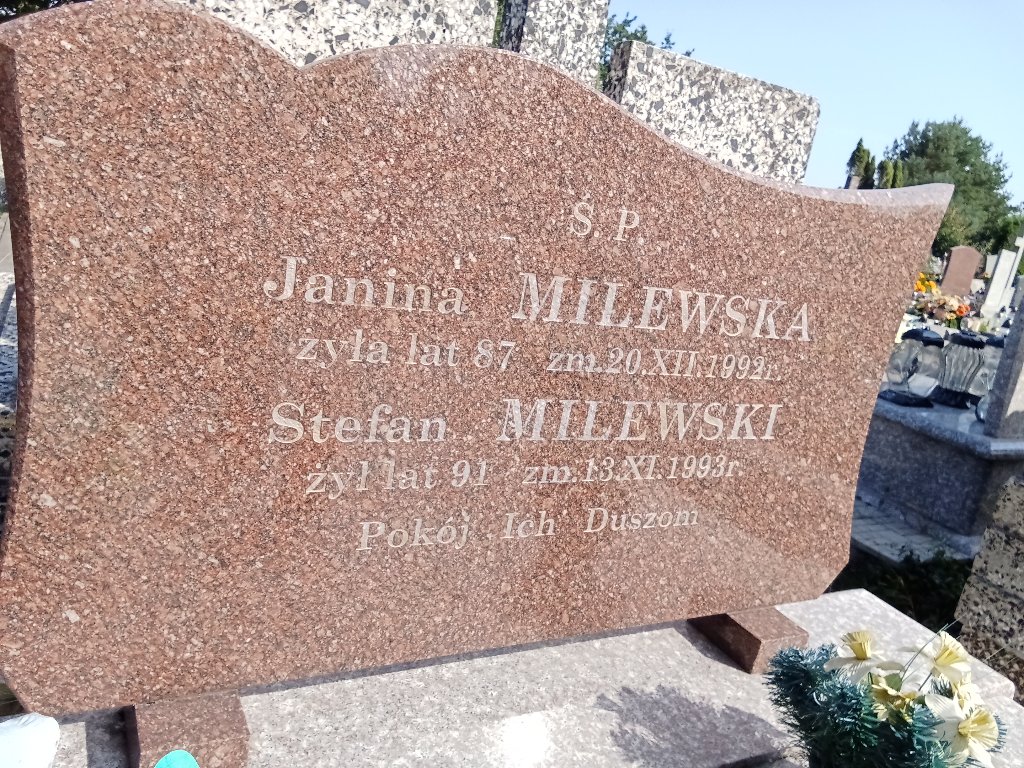 Ś. P.
Janina MILEWSKA
żyła lat 87 zm.20.XII.1992r.
Stefan MILEWSKI
żył lat 91 zm.13.XI.1993r.
Pokój Ich Duszom